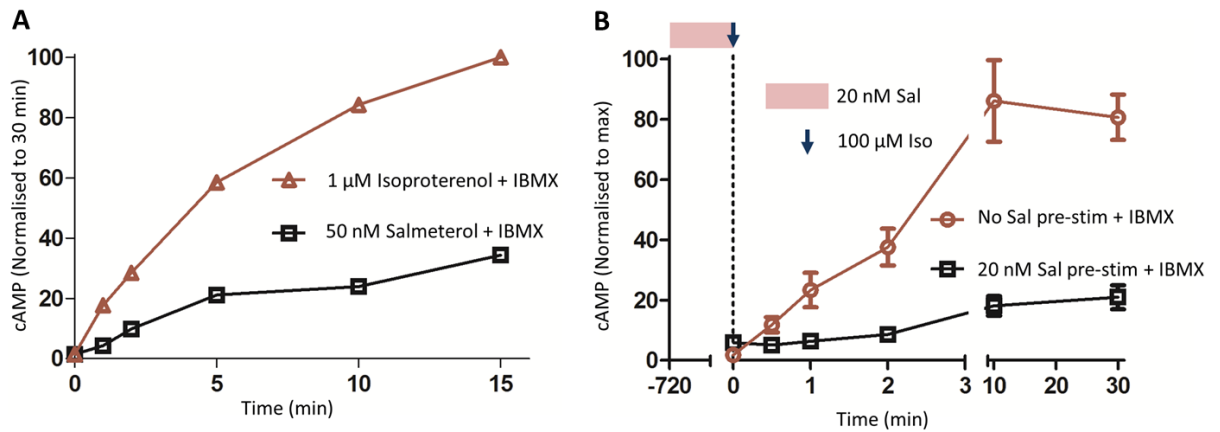 A
cAMP (Normalised to 30 min)
100
80
60
40
20
0
0 5 10 15
Time (min)
1 µM Isoproterenol + IBMX
50 nM Salmeterol + IBMX
B
cAMP (Normalised to max)
100
80
60
40
20
0
-720 0 1 2 3 10 30
Time (min)
20 nM Sal
100 µM Iso
No Sal pre-stim + IBMX
20 nM Sal pre-stim + IBMX